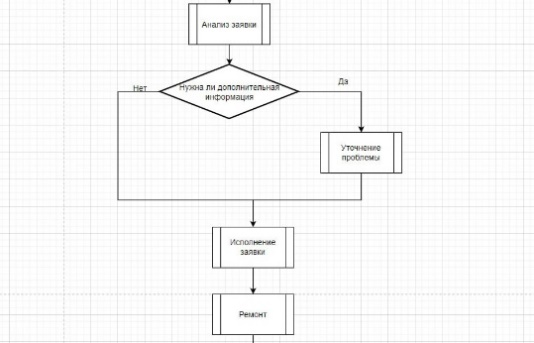 Анализ заявки
Нужна ли дополнительная
информация
Нет
Да
Уточнение
проблемы
Исполнение
заявки
Ремонт